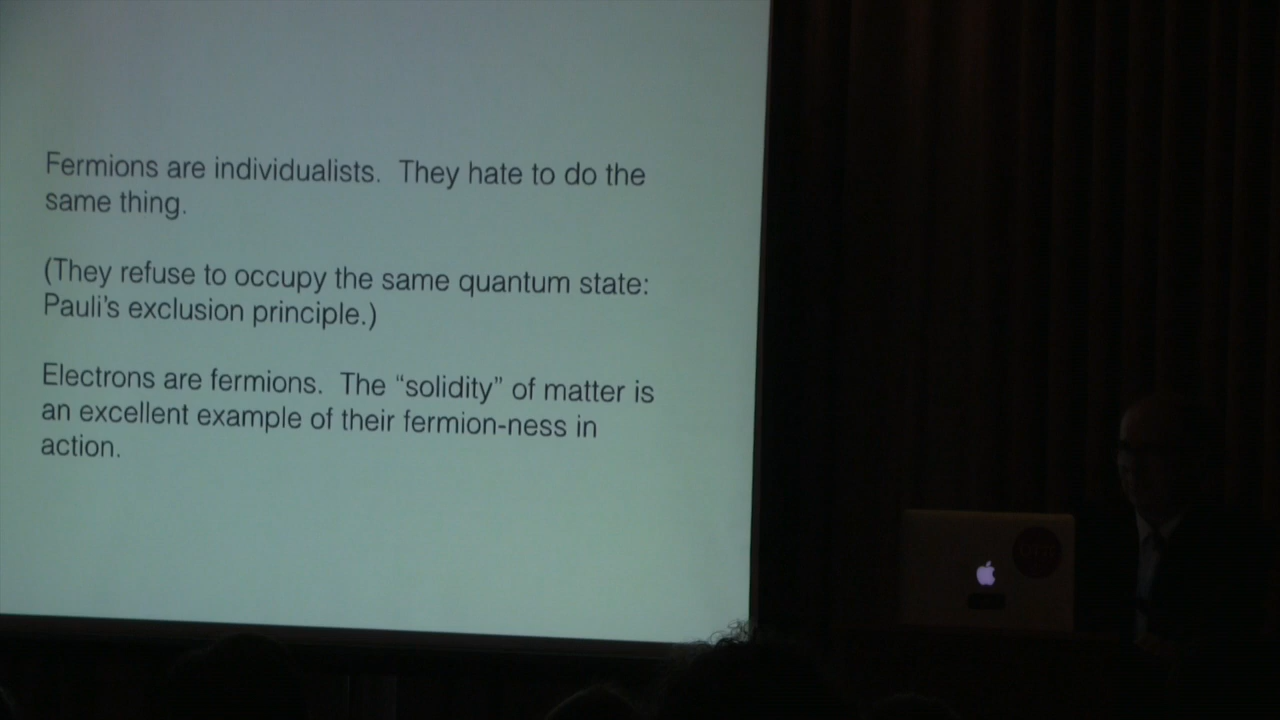 Fermions are individualists. They hate to do the
same thing.
(They refuse to occupy the same quantum state:
Pauli's exclusion principle.)
Electrons are fermions. The “solidity” of matter is
an excellent example of their fermion-ness in
action.